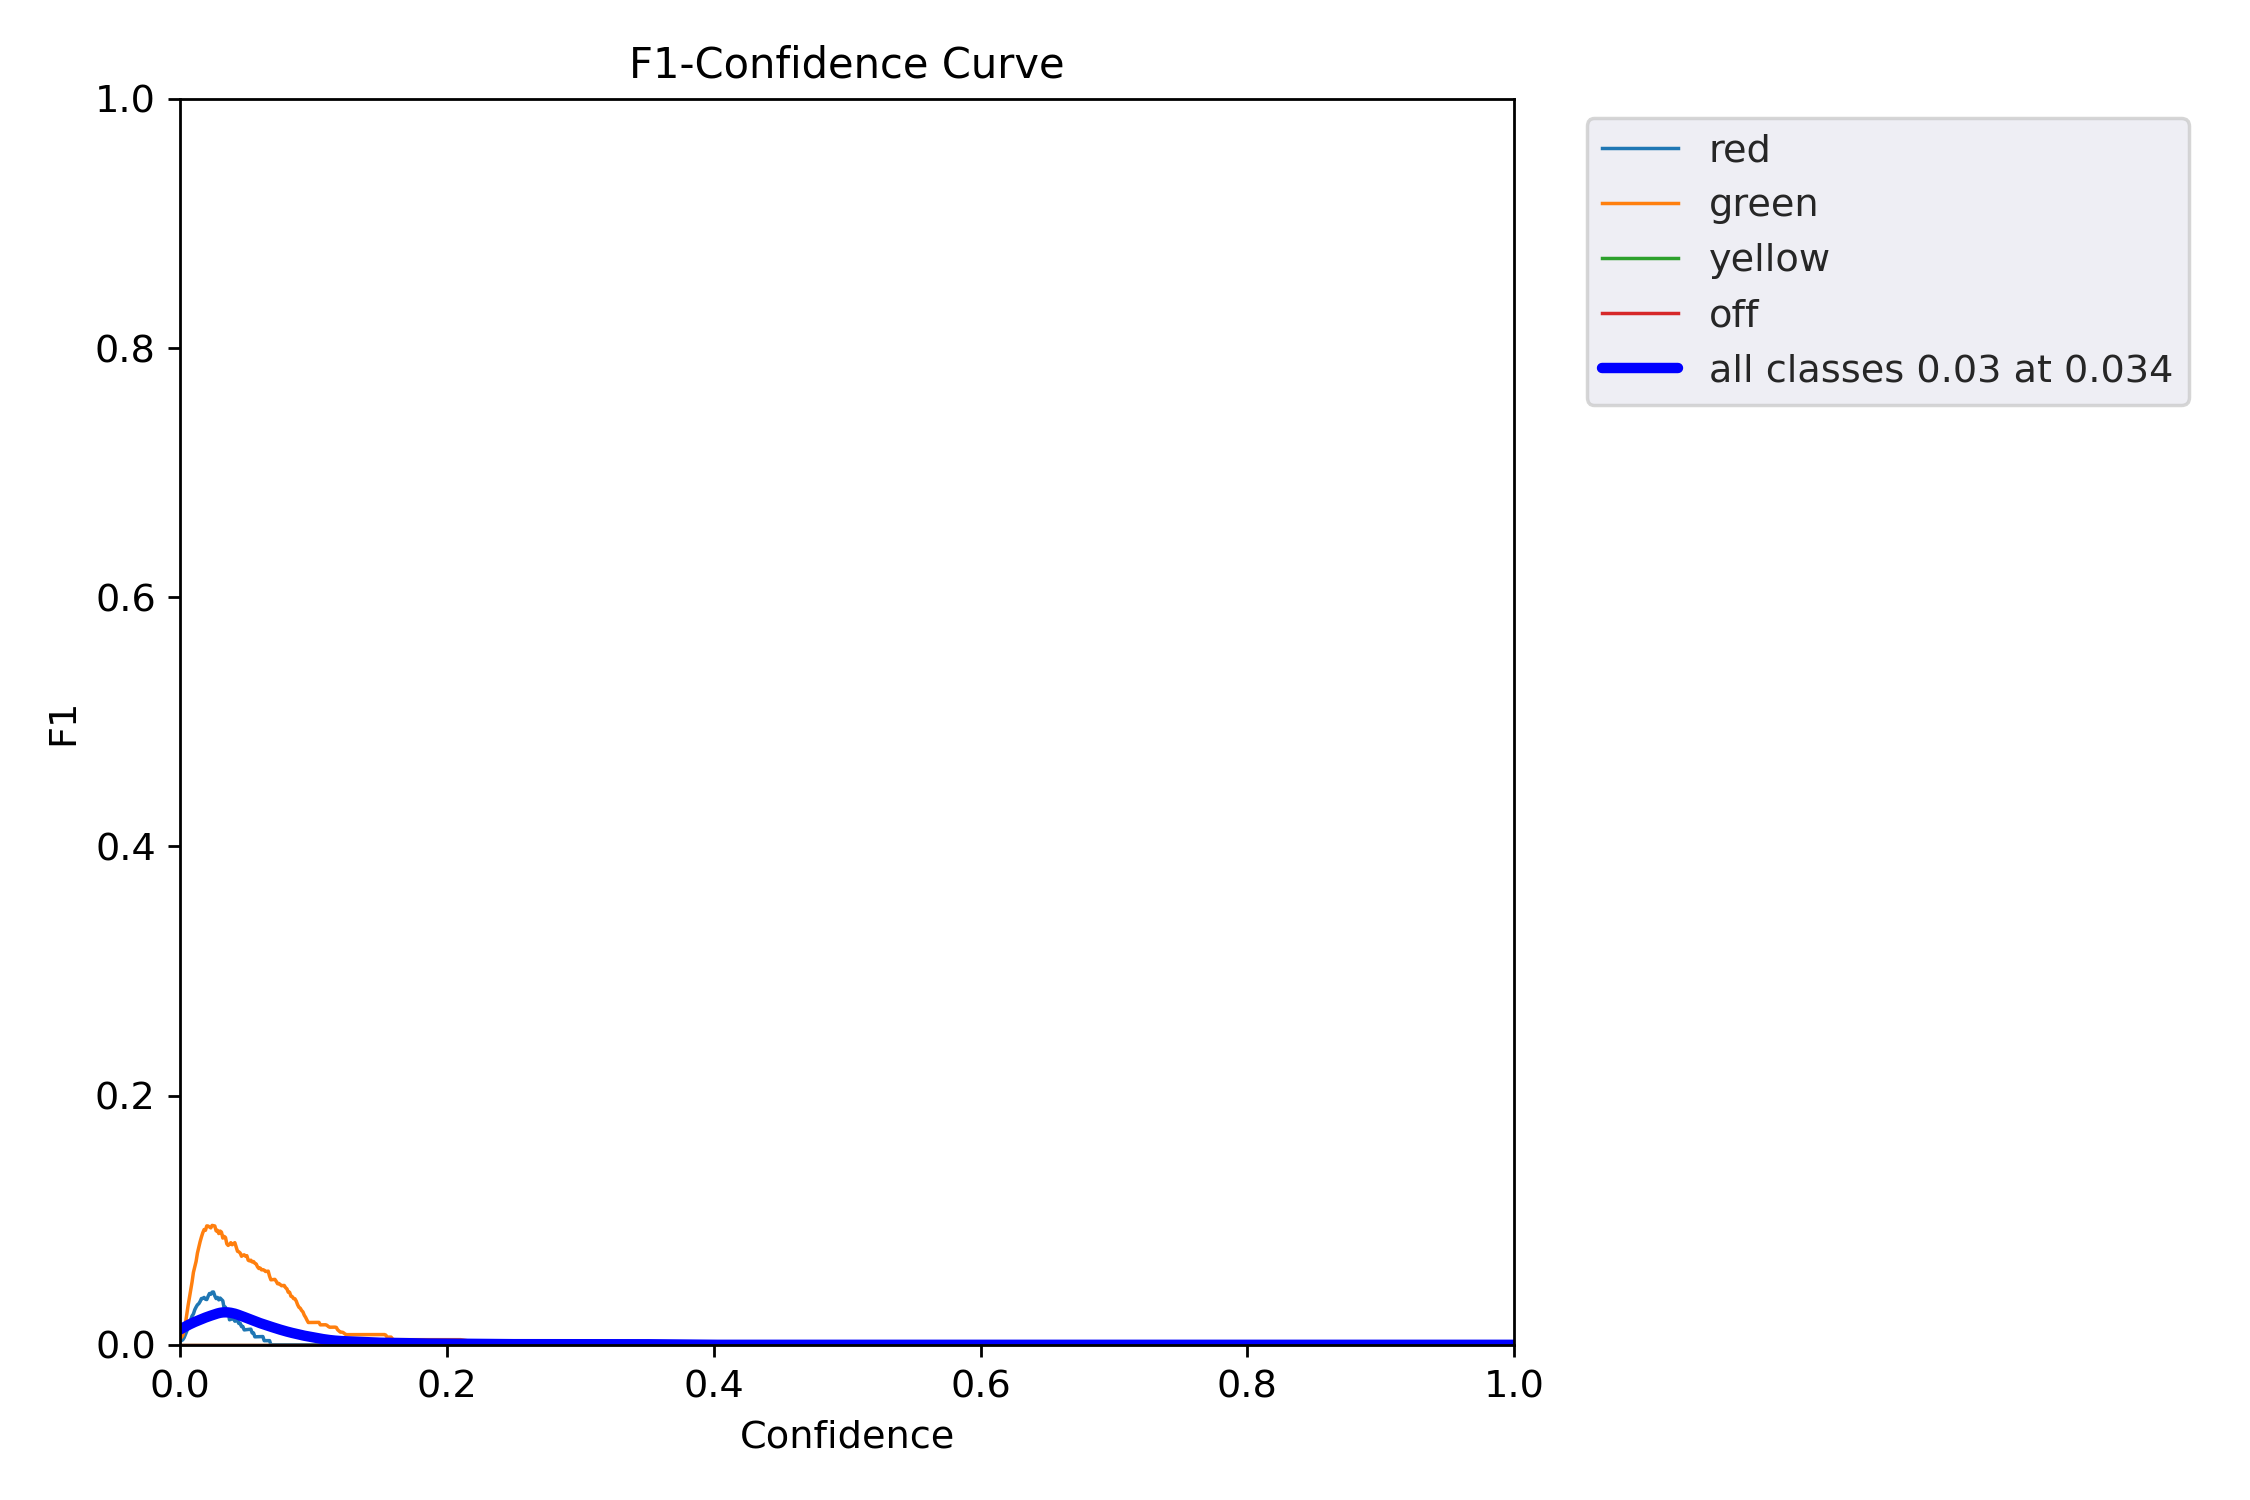 F1-Confidence Curve
1.0
0.8
0.6
0.4
0.2
0.0
F1
0.0 0.2 0.4 0.6 0.8 1.0
Confidence
red
green
yellow
off
all classes 0.03 at 0.034